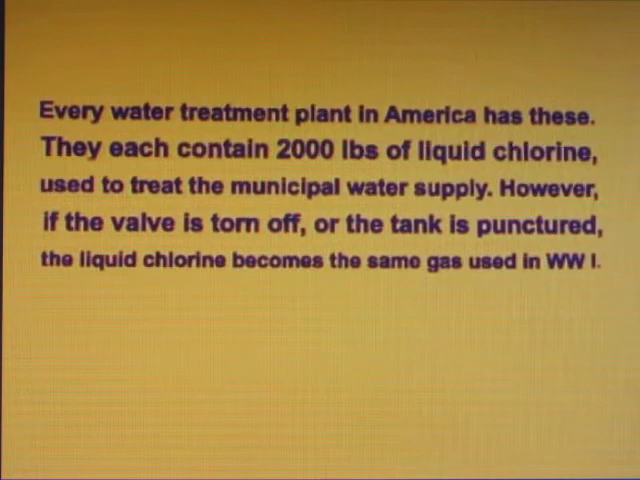 Every water treatment plant in America has these.
They each contain 2000 lbs of liquid chlorine,
used to treat the municipal water supply. However,
if the valve is torn off, or the tank is punctured,
the liquid chlorine becomes the same gas used in WW I.